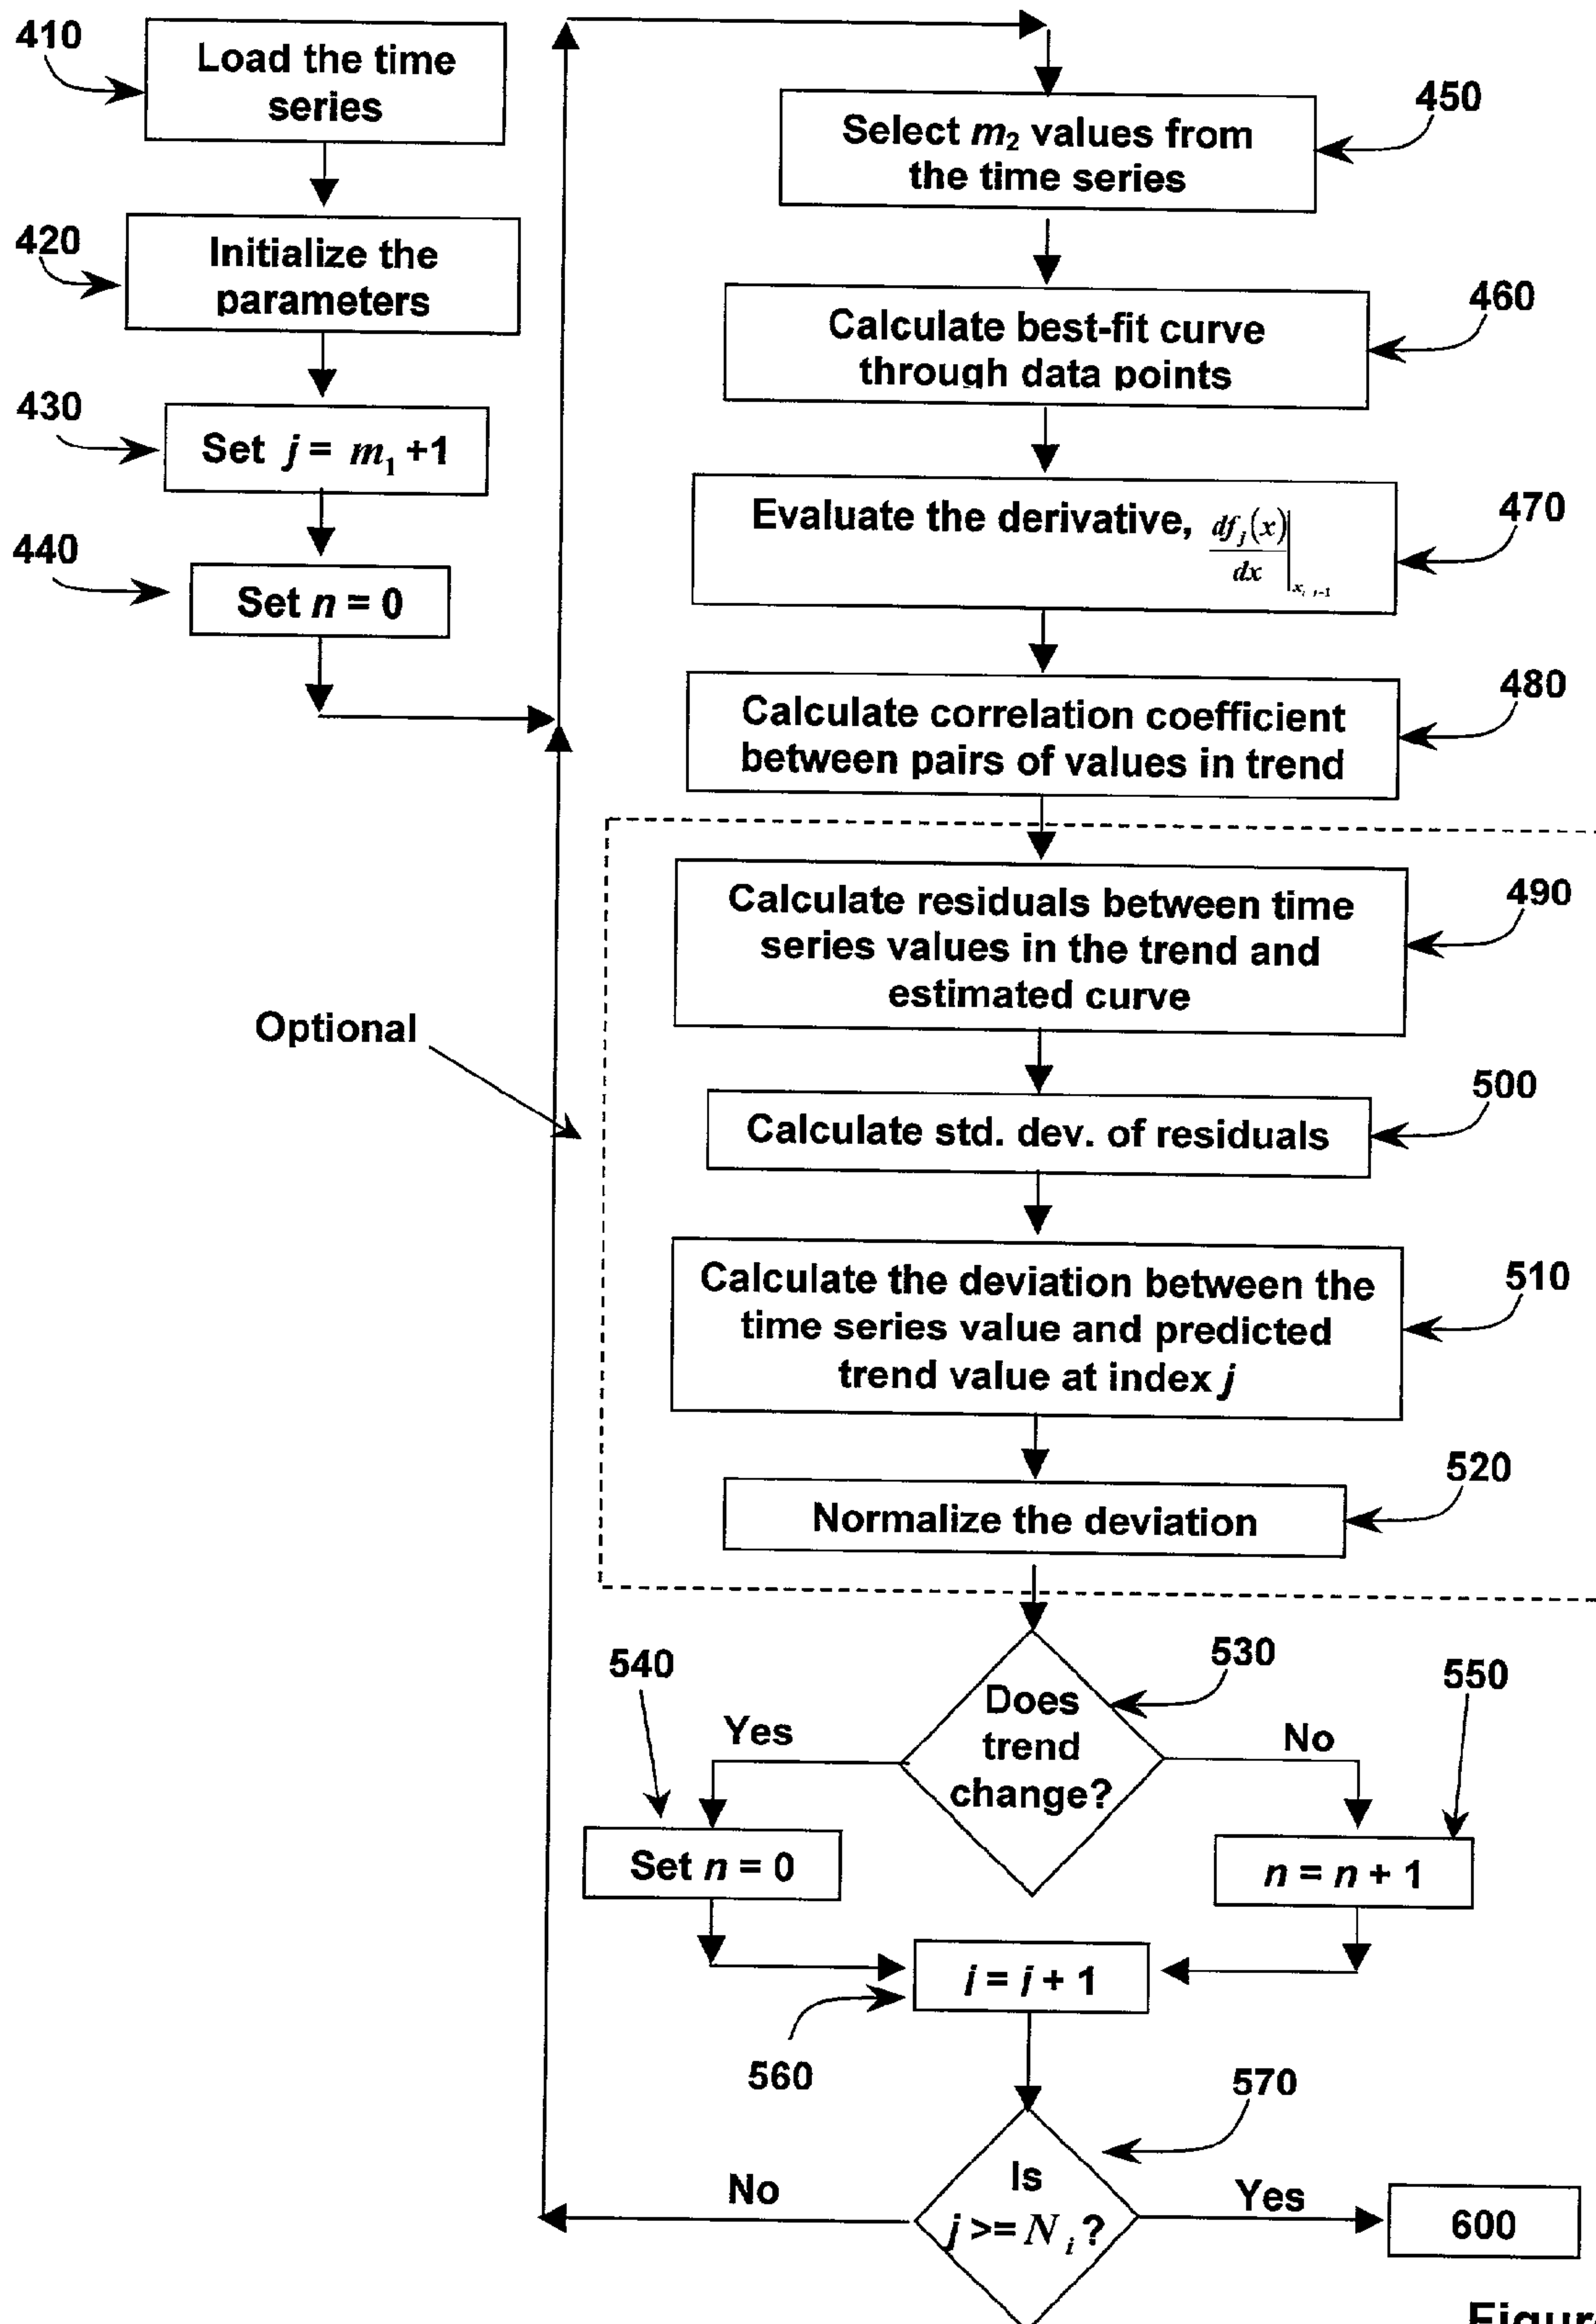 410
Load the time
series
420
Initialize the
parameters
430
Set j = m₁ +1
440
Set n = 0
450
Select m₂ values from
the time series
460
Calculate best-fit curve
through data points
470
Evaluate the derivative, df_j(x)/dx|
480
Calculate correlation coefficient
between pairs of values in trend
Optional
490
Calculate residuals between time
series values in the trend and
estimated curve
500
Calculate std. dev. of residuals
510
Calculate the deviation between the
time series value and predicted
trend value at index j
520
Normalize the deviation
530
Does
trend
change?
Yes
No
540
Set n = 0
550
n = n + 1
560
j = j + 1
570
Is
j >= N_i ?
No
Yes
600
Figure